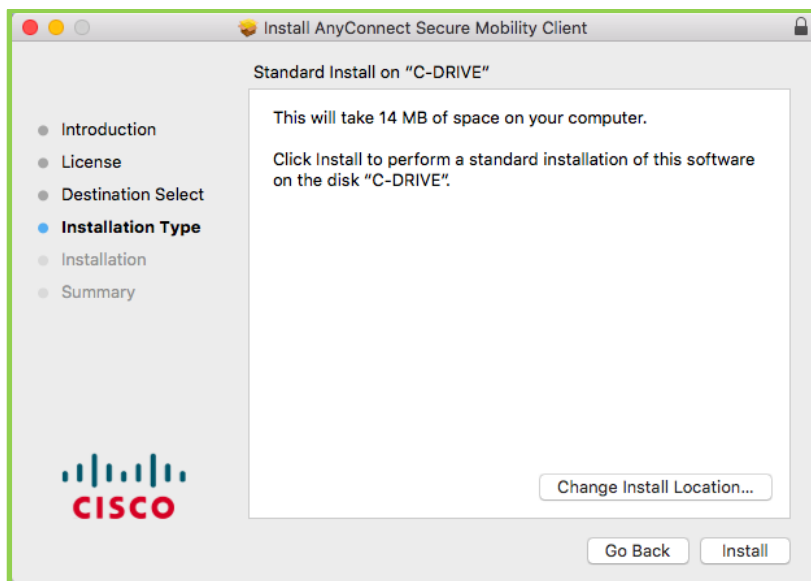 Install AnyConnect Secure Mobility Client
Standard Install on “C-DRIVE”
Introduction
License
Destination Select
Installation Type
Installation
Summary
This will take 14 MB of space on your computer.
Click Install to perform a standard installation of this software
on the disk “C-DRIVE”.
Change Install Location...
CISCO
Go Back
Install